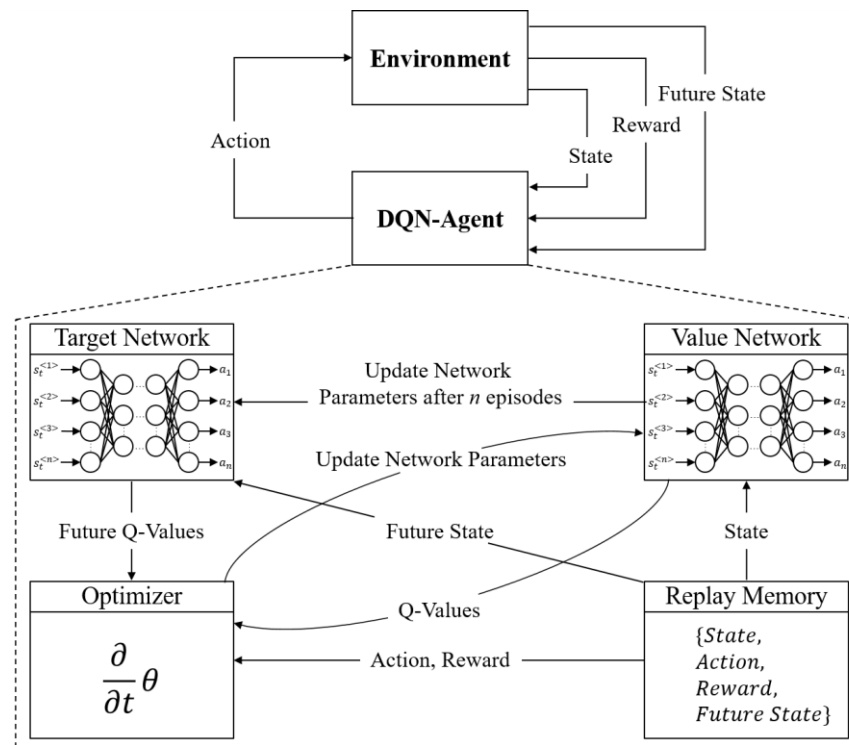 Environment
Future State
Reward
Action
State
DQN-Agent
Target Network
Value Network
s_t^{<1>}
a_1
s_t^{<2>}
a_2
s_t^{<3>}
a_3
s_t^{<n>}
a_n
Update Network
Parameters after n episodes
Update Network Parameters
s_t^{<1>}
a_1
s_t^{<2>}
a_2
s_t^{<3>}
a_3
s_t^{<n>}
a_n
Future Q-Values
Future State
State
Optimizer
∂/∂t θ
Q-Values
Action, Reward
Replay Memory
{State,
Action,
Reward,
Future State}